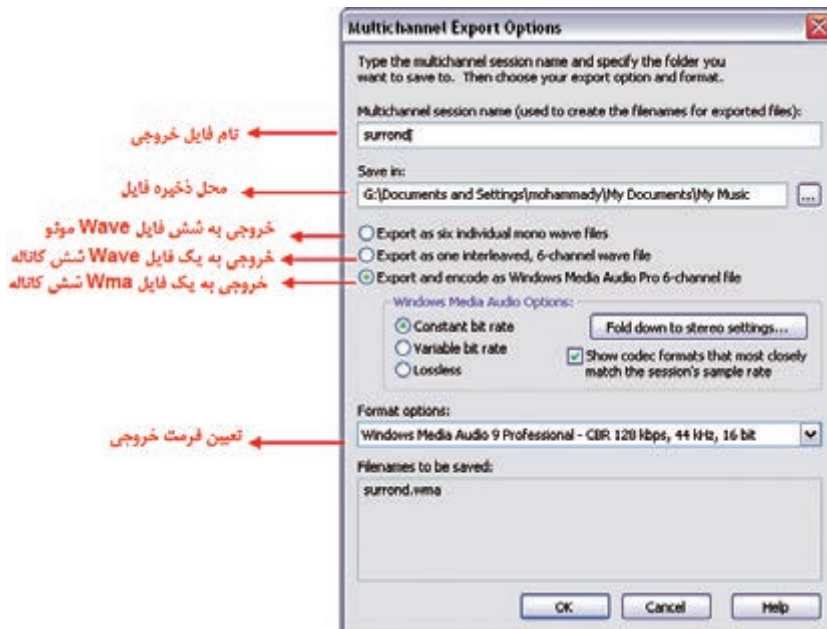 Multichannel Export Options
Type the multichannel session name and specify the folder you
want to save to. Then choose your export option and format.
Multichannel session name (used to create the filenames for exported files):
surrond
نام فایل خروجی
Save in:
G:\Documents and Settings\mohammady\My Documents\My Music
...
محل ذخیره فایل
Export as six individual mono wave files
خروجی به شش فایل Wave مونو
Export as one interleaved, 6-channel wave file
خروجی به یک فایل Wave شش کاناله
Export and encode as Windows Media Audio Pro 6-channel file
خروجی به یک فایل Wma شش کاناله
Windows Media Audio Options:
Constant bit rate
Fold down to stereo settings...
Variable bit rate
Show codec formats that most closely
match the session's sample rate
Lossless
Format options:
Windows Media Audio 9 Professional - CBR 128 kbps, 44 kHz, 16 bit
تعیین فرمت خروجی
Filenames to be saved:
surrond.wma
OK
Cancel
Help